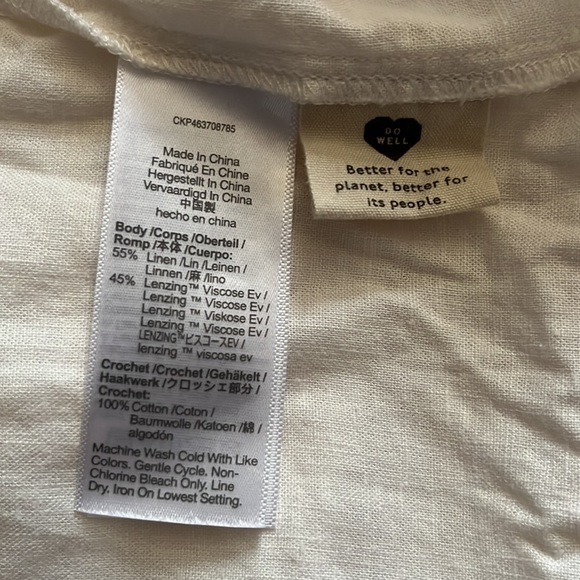 CKP463708785
Made In China
Fabriqué En Chine
Hergestellt In China
Vervaardigd In China
中国製
hecho en china
Body /Corps /Oberteil /
Romp /本体 /Cuerpo:
55% Linen /Lin /Leinen /
Linnen /麻 /lino
45% Lenzing ™ Viscose Ev /
Lenzing ™ Viscose Ev /
Lenzing ™ Viskose Ev /
Lenzing ™ Viscose Ev /
LENZING™ビスコースEV /
lenzing ™ viscosa ev
Crochet /Crochet /Gehäkelt /
Haakwerk /クロッシェ部分 /
Crochet:
100% Cotton /Coton /
Baumwolle /Katoen /綿 /
algodón
Machine Wash Cold With Like
Colors. Gentle Cycle. Non-
Chlorine Bleach Only. Line
Dry. Iron On Lowest Setting.
DO
WELL
Better for the
planet, better for
its people.